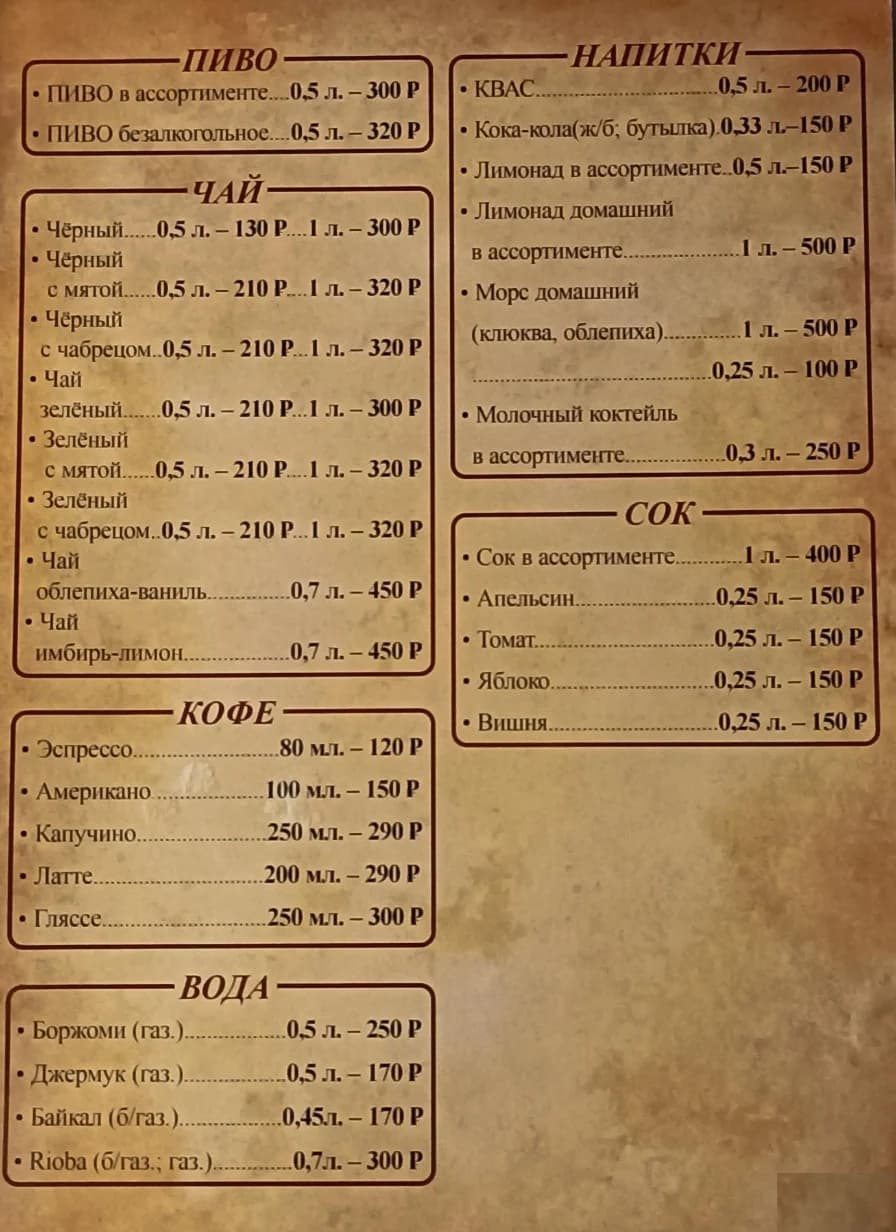 ПИВО
• ПИВО в ассортименте....0,5 л. – 300 Р
• ПИВО безалкогольное....0,5 л. – 320 Р
ЧАЙ
• Чёрный......0,5 л. – 130 Р....1 л. – 300 Р
• Чёрный
с мятой......0,5 л. – 210 Р....1 л. – 320 Р
• Чёрный
с чабрецом..0,5 л. – 210 Р...1 л. – 320 Р
• Чай
зелёный.......0,5 л. – 210 Р...1 л. – 300 Р
• Зелёный
с мятой......0,5 л. – 210 Р....1 л. – 320 Р
• Зелёный
с чабрецом..0,5 л. – 210 Р...1 л. – 320 Р
• Чай
облепиха-ваниль...............0,7 л. – 450 Р
• Чай
имбирь-лимон...................0,7 л. – 450 Р
КОФЕ
• Эспрессо..........................80 мл. – 120 Р
• Американо...................100 мл. – 150 Р
• Капучино.......................250 мл. – 290 Р
• Латте..............................200 мл. – 290 Р
• Гляссе.............................250 мл. – 300 Р
ВОДА
• Боржоми (газ.)..................0,5 л. – 250 Р
• Джермук (газ.)..................0,5 л. – 170 Р
• Байкал (б/газ.)..................0,45л. – 170 Р
• Rioba (б/газ.; газ.)..............0,7л. – 300 Р
НАПИТКИ
• КВАС................................0,5 л. – 200 Р
• Кока-кола(ж/б; бутылка).0,33 л.–150 Р
• Лимонад в ассортименте..0,5 л.–150 Р
• Лимонад домашний
в ассортименте.....................1 л. – 500 Р
• Морс домашний
(клюква, облепиха)..............1 л. – 500 Р
...........................................0,25 л. – 100 Р
• Молочный коктейль
в ассортименте..................0,3 л. – 250 Р
СОК
• Сок в ассортименте............1 л. – 400 Р
• Апельсин.........................0,25 л. – 150 Р
• Томат................................0,25 л. – 150 Р
• Яблоко.............................0,25 л. – 150 Р
• Вишня..............................0,25 л. – 150 Р